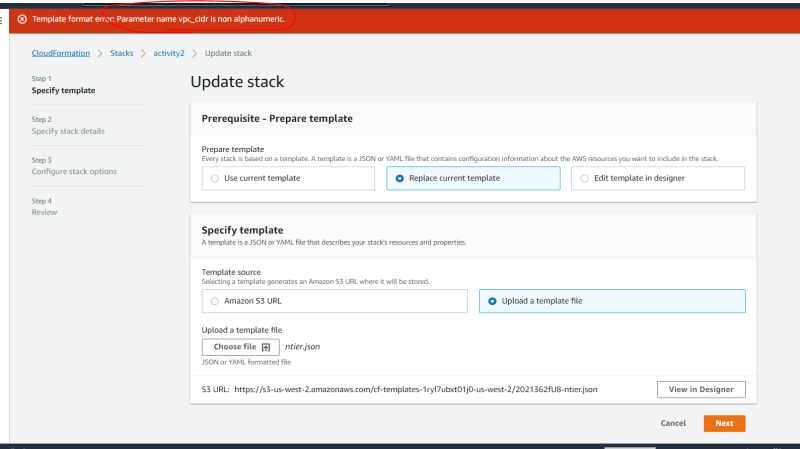 Template format error: Parameter name vpc_cidr is non alphanumeric.
CloudFormation > Stacks > activity2 > Update stack
Step 1
Specify template
Step 2
Specify stack details
Step 3
Configure stack options
Step 4
Review
Update stack
Prerequisite - Prepare template
Prepare template
Every stack is based on a template. A template is a JSON or YAML file that contains configuration information about the AWS resources you want to include in the stack.
Use current template
Replace current template
Edit template in designer
Specify template
A template is a JSON or YAML file that describes your stack's resources and properties.
Template source
Selecting a template generates an Amazon S3 URL where it will be stored.
Amazon S3 URL
Upload a template file
Upload a template file
Choose file ntier.json
JSON or YAML formatted file
S3 URL: https://s3-us-west-2.amazonaws.com/cf-templates-1ryl7ubxt01j0-us-west-2/2021362fU8-ntier.json
View in Designer
Cancel
Next